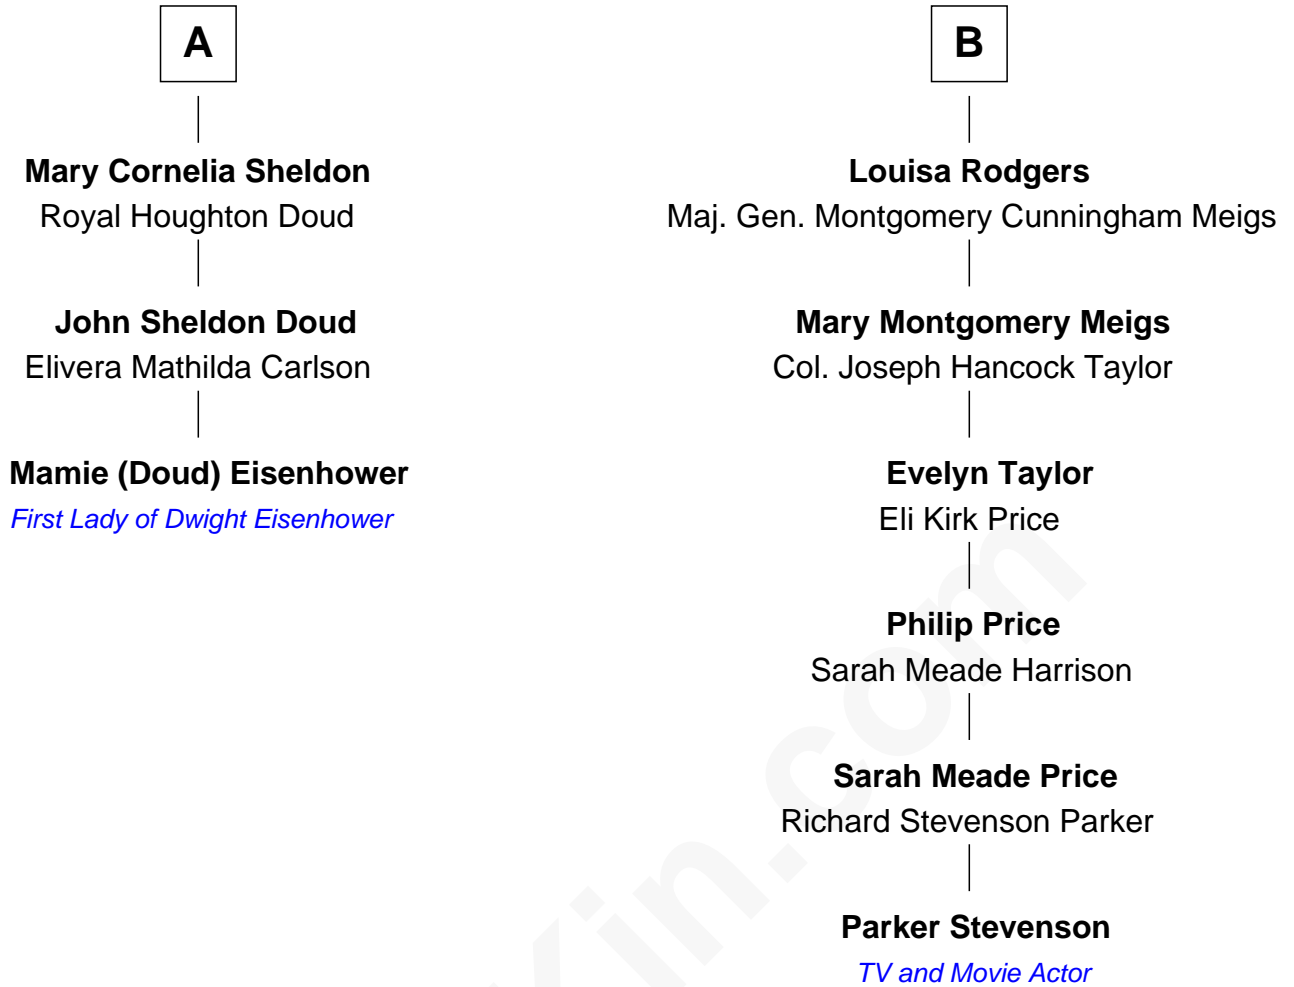 A
Mary Cornelia Sheldon
Royal Houghton Doud
John Sheldon Doud
Elivera Mathilda Carlson
Mamie (Doud) Eisenhower
First Lady of Dwight Eisenhower
B
Louisa Rodgers
Maj. Gen. Montgomery Cunningham Meigs
Mary Montgomery Meigs
Col. Joseph Hancock Taylor
Evelyn Taylor
Eli Kirk Price
Philip Price
Sarah Meade Harrison
Sarah Meade Price
Richard Stevenson Parker
Parker Stevenson
TV and Movie Actor
Kin.com